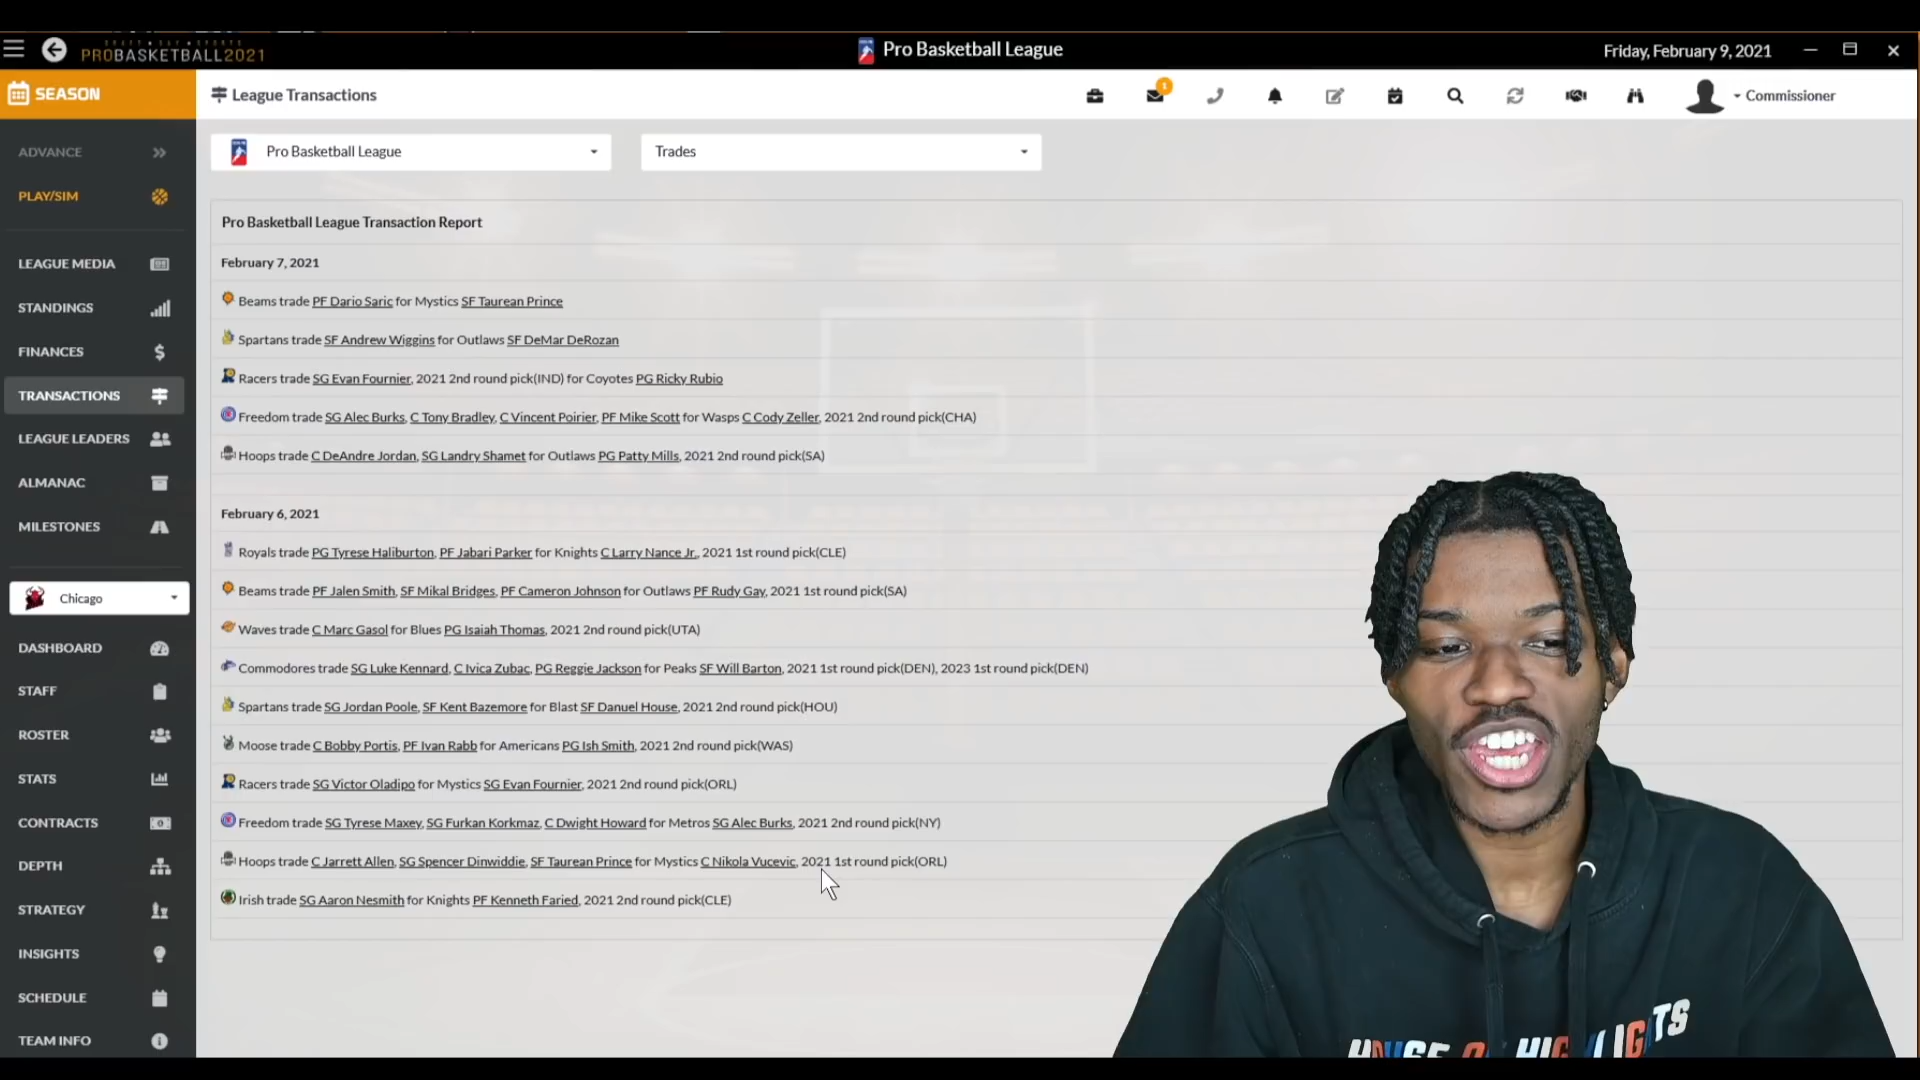 DRAFT • DAY • SPORTS
PROBASKETBALL2021
Pro Basketball League
Friday, February 9, 2021
SEASON
League Transactions
1
Commissioner
ADVANCE
PLAY/SIM
LEAGUE MEDIA
STANDINGS
FINANCES
TRANSACTIONS
LEAGUE LEADERS
ALMANAC
MILESTONES
Chicago
DASHBOARD
STAFF
ROSTER
STATS
CONTRACTS
DEPTH
STRATEGY
INSIGHTS
SCHEDULE
TEAM INFO
Pro Basketball League
Trades
Pro Basketball League Transaction Report
February 7, 2021
Beams trade PF Dario Saric for Mystics SF Taurean Prince
Spartans trade SF Andrew Wiggins for Outlaws SF DeMar DeRozan
Racers trade SG Evan Fournier, 2021 2nd round pick(IND) for Coyotes PG Ricky Rubio
Freedom trade SG Alec Burks, C Tony Bradley, C Vincent Poirier, PF Mike Scott for Wasps C Cody Zeller, 2021 2nd round pick(CHA)
Hoops trade C DeAndre Jordan, SG Landry Shamet for Outlaws PG Patty Mills, 2021 2nd round pick(SA)
February 6, 2021
Royals trade PG Tyrese Haliburton, PF Jabari Parker for Knights C Larry Nance Jr., 2021 1st round pick(CLE)
Beams trade PF Jalen Smith, SF Mikal Bridges, PF Cameron Johnson for Outlaws PF Rudy Gay, 2021 1st round pick(SA)
Waves trade C Marc Gasol for Blues PG Isaiah Thomas, 2021 2nd round pick(UTA)
Commodores trade SG Luke Kennard, C Ivica Zubac, PG Reggie Jackson for Peaks SF Will Barton, 2021 1st round pick(DEN), 2023 1st round pick(DEN)
Spartans trade SG Jordan Poole, SF Kent Bazemore for Blast SF Danuel House, 2021 2nd round pick(HOU)
Moose trade C Bobby Portis, PF Ivan Rabb for Americans PG Ish Smith, 2021 2nd round pick(WAS)
Racers trade SG Victor Oladipo for Mystics SG Evan Fournier, 2021 2nd round pick(ORL)
Freedom trade SG Tyrese Maxey, SG Furkan Korkmaz, C Dwight Howard for Metros SG Alec Burks, 2021 2nd round pick(NY)
Hoops trade C Jarrett Allen, SG Spencer Dinwiddie, SF Taurean Prince for Mystics C Nikola Vucevic, 2021 1st round pick(ORL)
Irish trade SG Aaron Nesmith for Knights PF Kenneth Faried, 2021 2nd round pick(CLE)
HOUSE OF HIGHLIGHTS